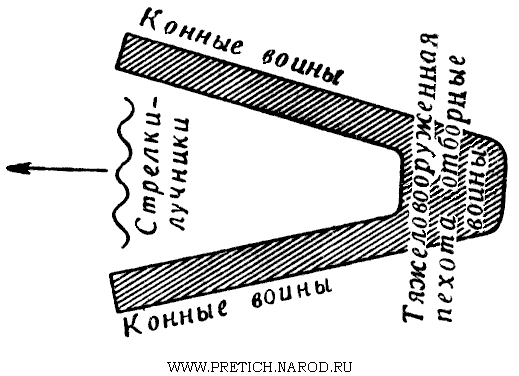 Конные воины
Стрелки-
лучники
Тяжеловооруженная
пехота отборные
воины
Конные воины
WWW.PRETICH.NAROD.RU